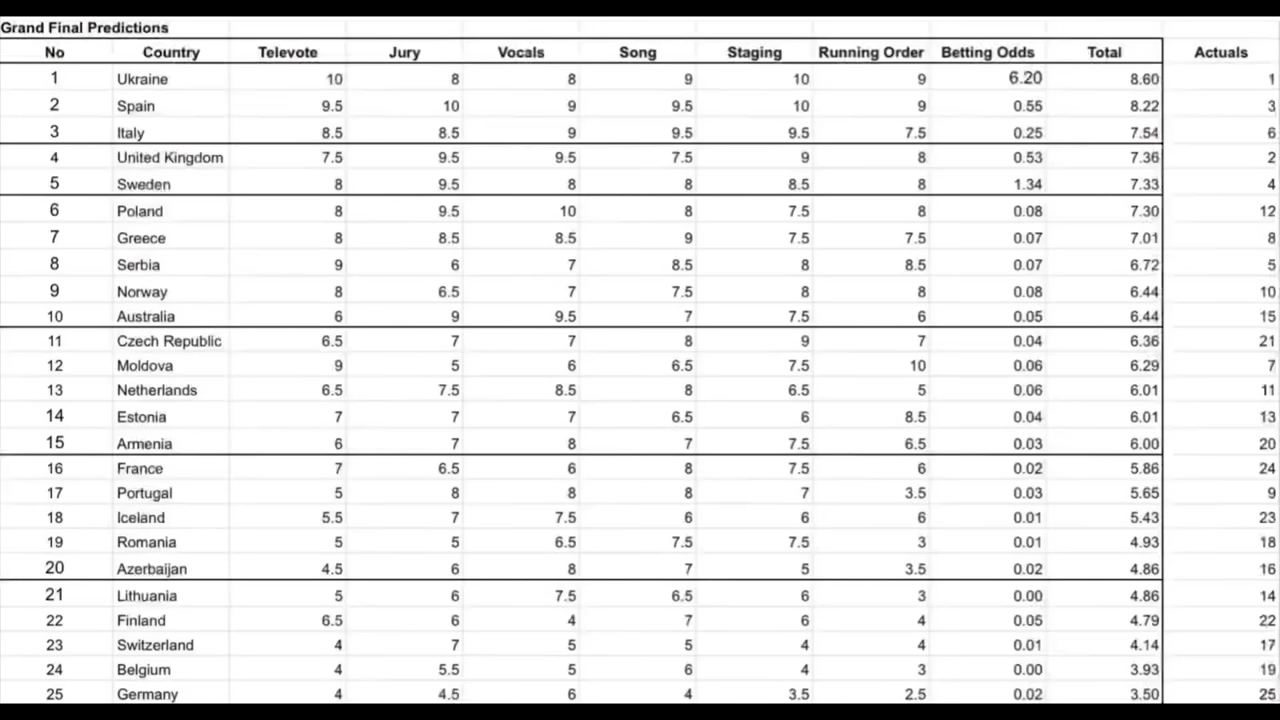 Grand Final Predictions
No Country Televote Jury Vocals Song Staging Running Order Betting Odds Total Actuals
1 Ukraine 10 8 8 9 10 9 6.20 8.60 1
2 Spain 9.5 10 9 9.5 10 9 0.55 8.22 3
3 Italy 8.5 8.5 9 9.5 9.5 7.5 0.25 7.54 6
4 United Kingdom 7.5 9.5 9.5 7.5 9 8 0.53 7.36 2
5 Sweden 8 9.5 8 8 8.5 8 1.34 7.33 4
6 Poland 8 9.5 10 8 7.5 8 0.08 7.30 12
7 Greece 8 8.5 8.5 9 7.5 7.5 0.07 7.01 8
8 Serbia 9 6 7 8.5 8 8.5 0.07 6.72 5
9 Norway 8 6.5 7 7.5 8 8 0.08 6.44 10
10 Australia 6 9 9.5 7 7.5 6 0.05 6.44 15
11 Czech Republic 6.5 7 7 8 9 7 0.04 6.36 21
12 Moldova 9 5 6 6.5 7.5 10 0.06 6.29 7
13 Netherlands 6.5 7.5 8.5 8 6.5 5 0.06 6.01 11
14 Estonia 7 7 7 6.5 6 8.5 0.04 6.01 13
15 Armenia 6 7 8 7 7.5 6.5 0.03 6.00 20
16 France 7 6.5 6 8 7.5 6 0.02 5.86 24
17 Portugal 5 8 8 8 7 3.5 0.03 5.65 9
18 Iceland 5.5 7 7.5 6 6 6 0.01 5.43 23
19 Romania 5 5 6.5 7.5 7.5 3 0.01 4.93 18
20 Azerbaijan 4.5 6 8 7 5 3.5 0.02 4.86 16
21 Lithuania 5 6 7.5 6.5 6 3 0.00 4.86 14
22 Finland 6.5 6 4 7 6 4 0.05 4.79 22
23 Switzerland 4 7 5 5 4 4 0.01 4.14 17
24 Belgium 4 5.5 5 6 4 3 0.00 3.93 19
25 Germany 4 4.5 6 4 3.5 2.5 0.02 3.50 25